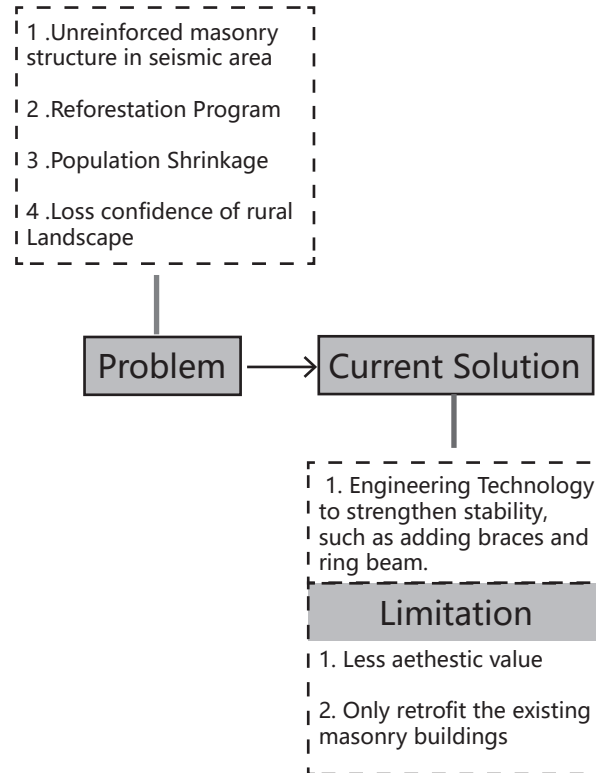 1 .Unreinforced masonry
structure in seismic area
2 .Reforestation Program
3 .Population Shrinkage
4 .Loss confidence of rural
Landscape
Problem
Current Solution
1. Engineering Technology
to strengthen stability,
such as adding braces and
ring beam.
Limitation
1. Less aethestic value
2. Only retrofit the existing
masonry buildings